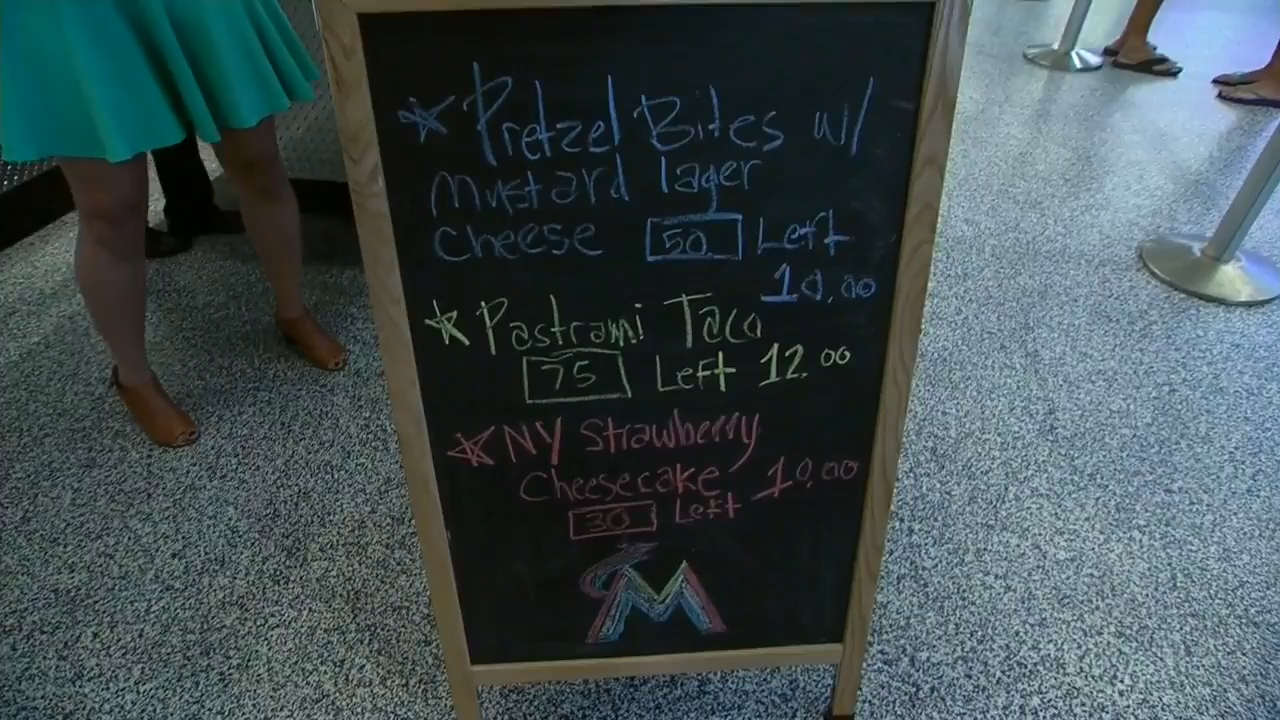 Pretzel Bites w/
mustard lager
cheese 50 Left
10.00
Pastrami Taco
75 Left 12.00
NY Strawberry
Cheesecake 10.00
30 Left
M